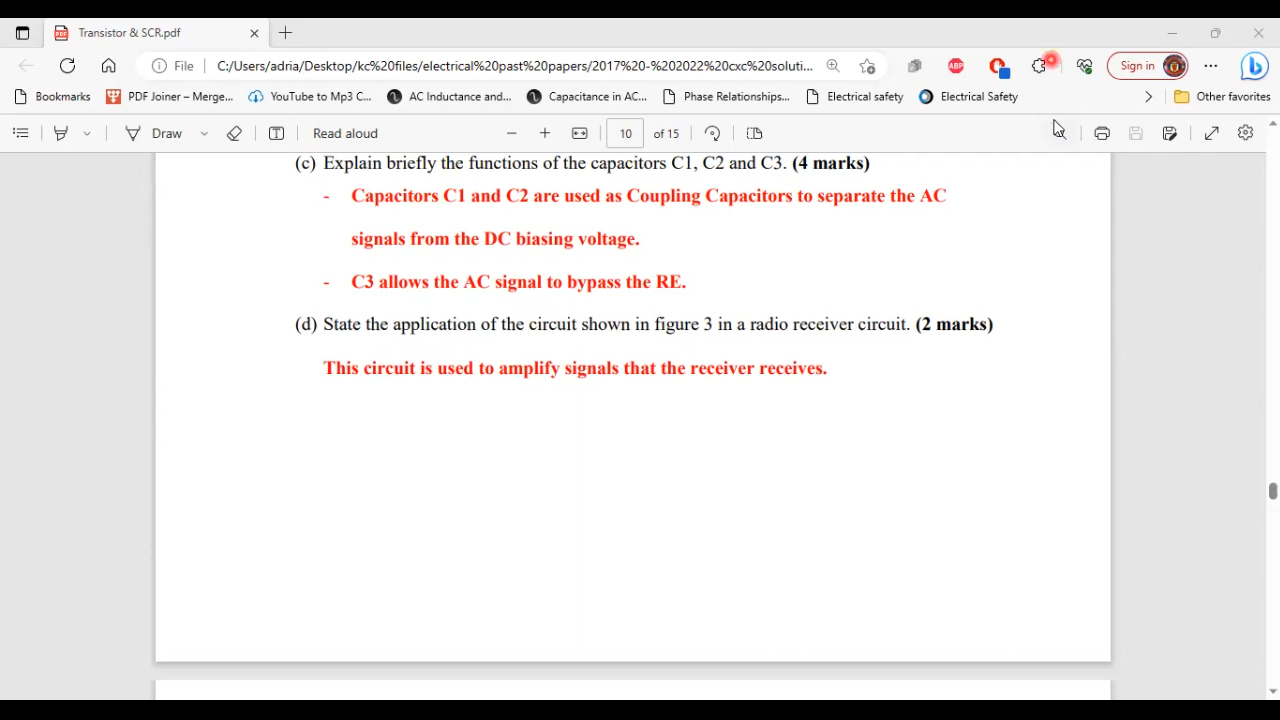 Transistor & SCR.pdf
File
C:/Users/adria/Desktop/kc%20files/electrical%20past%20papers/2017%20-%202022%20cxc%20soluti...
ABP
Sign in
Bookmarks
PDF Joiner – Merge...
YouTube to Mp3 C...
AC Inductance and...
Capacitance in AC...
Phase Relationships...
Electrical safety
Electrical Safety
Other favorites
Draw
Read aloud
10 of 15
(c) Explain briefly the functions of the capacitors C1, C2 and C3. (4 marks)
- Capacitors C1 and C2 are used as Coupling Capacitors to separate the AC
signals from the DC biasing voltage.
- C3 allows the AC signal to bypass the RE.
(d) State the application of the circuit shown in figure 3 in a radio receiver circuit. (2 marks)
This circuit is used to amplify signals that the receiver receives.